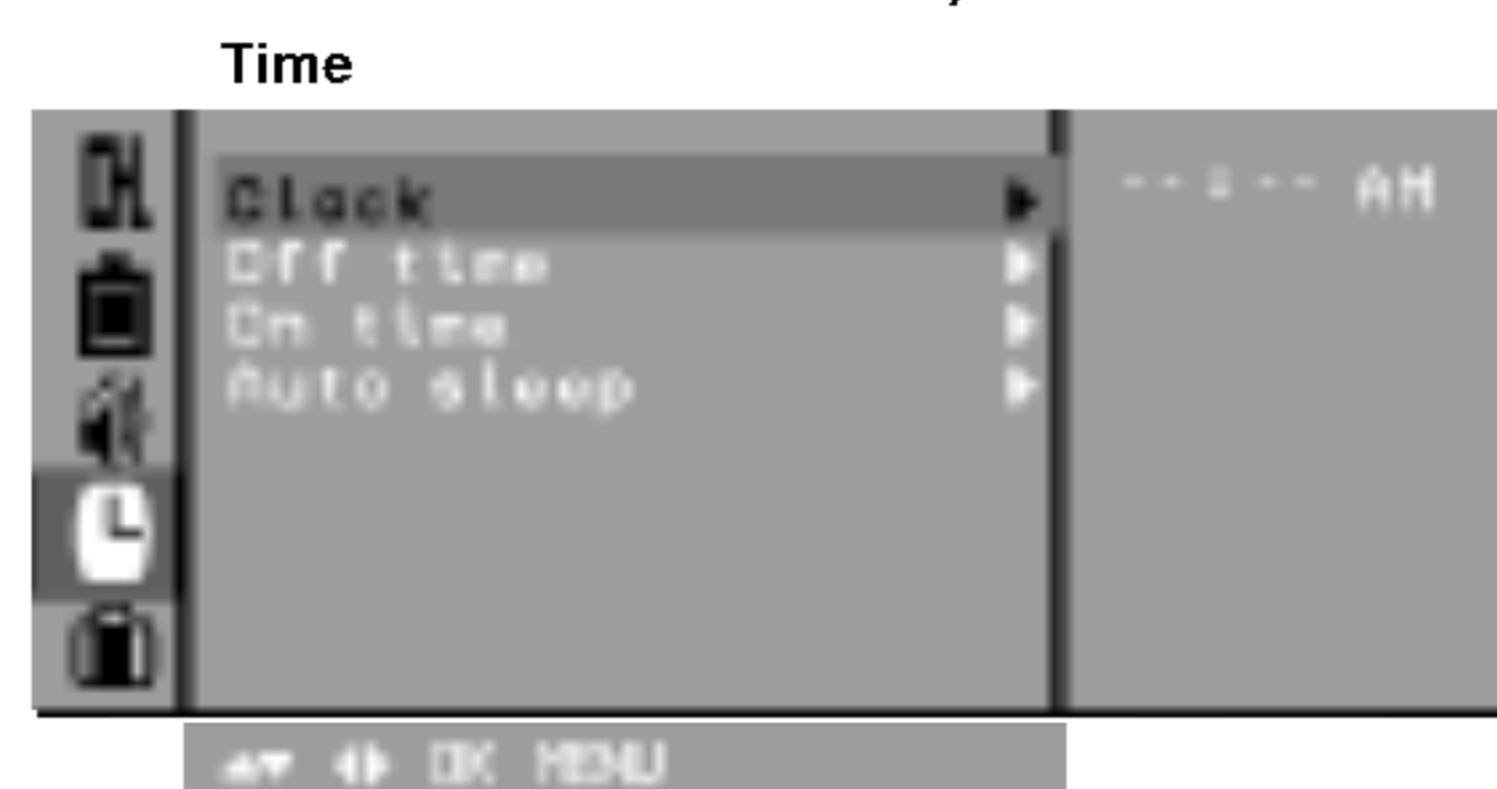 Time
Clock
--:-- AM
Off time
On time
Auto sleep
OK MENU